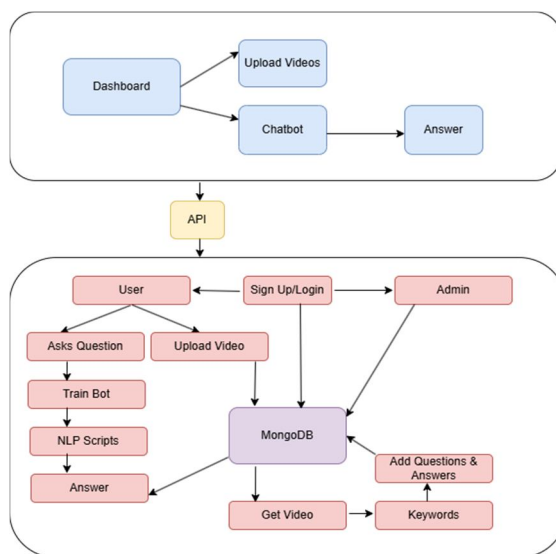 Upload Videos
Dashboard
Chatbot
Answer
API
User
Sign Up/Login
Admin
Asks Question
Upload Video
Train Bot
MongoDB
NLP Scripts
Add Questions &
Answers
Answer
Get Video
Keywords